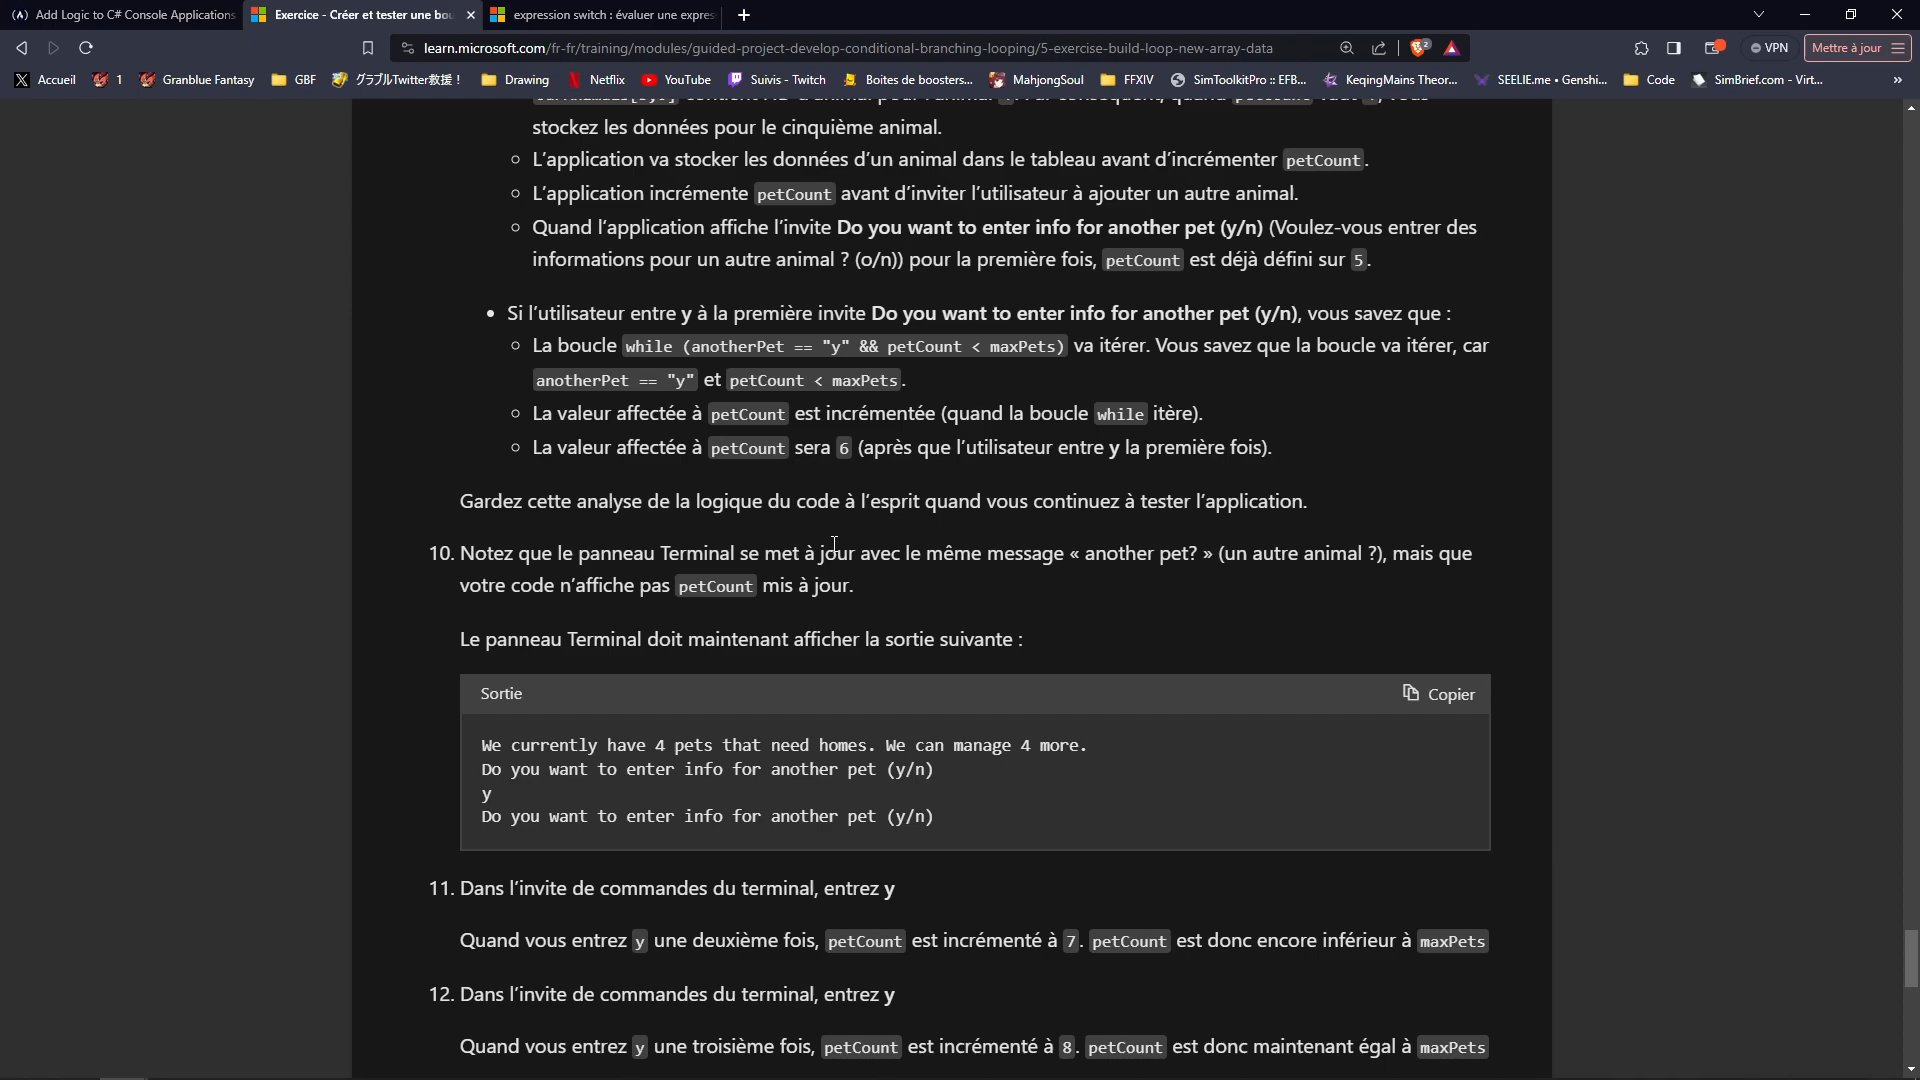 Add Logic to C# Console Applications
Exercice - Créer et tester une bou
expression switch : évaluer une expres
learn.microsoft.com/fr-fr/training/modules/guided-project-develop-conditional-branching-looping/5-exercise-build-loop-new-array-data
2
VPN
Mettre à jour
Accueil
1
Granblue Fantasy
GBF
グラブルTwitter救援！
Drawing
Netflix
YouTube
Suivis - Twitch
Boites de boosters...
MahjongSoul
FFXIV
SimToolkitPro :: EFB...
KeqingMains Theor...
SEELIE.me • Genshi...
Code
SimBrief.com - Virt...
»
stockez les données pour le cinquième animal.
L’application va stocker les données d’un animal dans le tableau avant d’incrémenter petCount.
L’application incrémente petCount avant d’inviter l’utilisateur à ajouter un autre animal.
Quand l’application affiche l’invite Do you want to enter info for another pet (y/n) (Voulez-vous entrer des
informations pour un autre animal ? (o/n)) pour la première fois, petCount est déjà défini sur 5.
Si l’utilisateur entre y à la première invite Do you want to enter info for another pet (y/n), vous savez que :
La boucle while (anotherPet == "y" && petCount < maxPets) va itérer. Vous savez que la boucle va itérer, car
anotherPet == "y" et petCount < maxPets.
La valeur affectée à petCount est incrémentée (quand la boucle while itère).
La valeur affectée à petCount sera 6 (après que l’utilisateur entre y la première fois).
Gardez cette analyse de la logique du code à l’esprit quand vous continuez à tester l’application.
10. Notez que le panneau Terminal se met à jour avec le même message « another pet? » (un autre animal ?), mais que
votre code n’affiche pas petCount mis à jour.
Le panneau Terminal doit maintenant afficher la sortie suivante :
Sortie
Copier
We currently have 4 pets that need homes. We can manage 4 more.
Do you want to enter info for another pet (y/n)
y
Do you want to enter info for another pet (y/n)
11. Dans l’invite de commandes du terminal, entrez y
Quand vous entrez y une deuxième fois, petCount est incrémenté à 7. petCount est donc encore inférieur à maxPets
12. Dans l’invite de commandes du terminal, entrez y
Quand vous entrez y une troisième fois, petCount est incrémenté à 8. petCount est donc maintenant égal à maxPets